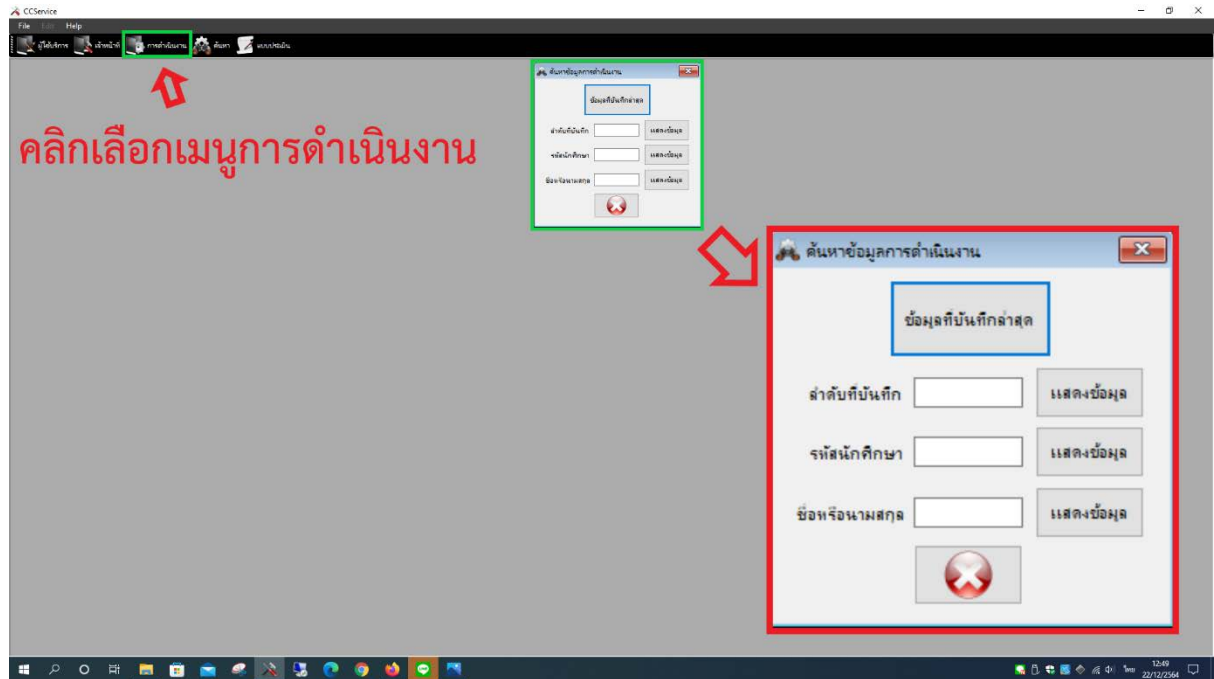 CCService
File Edit Help
ผู้ใช้บริการ เจ้าหน้าที่ การดำเนินงาน ค้นหา แบบประเมิน
คลิกเลือกเมนูการดำเนินงาน
ค้นหาข้อมูลการดำเนินงาน
ข้อมูลที่บันทึกล่าสุด
ลำดับที่บันทึก แสดงข้อมูล
รหัสนักศึกษา แสดงข้อมูล
ชื่อหรือนามสกุล แสดงข้อมูล
ค้นหาข้อมูลการดำเนินงาน
ข้อมูลที่บันทึกล่าสุด
ลำดับที่บันทึก แสดงข้อมูล
รหัสนักศึกษา แสดงข้อมูล
ชื่อหรือนามสกุล แสดงข้อมูล
ไทย 12:49
22/12/2564